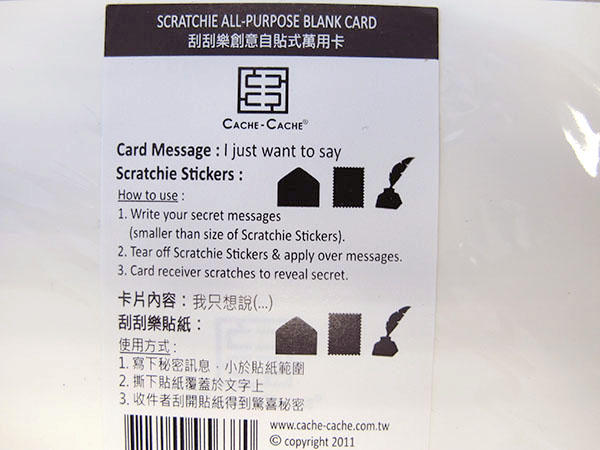 SCRATCHIE ALL-PURPOSE BLANK CARD
刮刮樂創意自貼式萬用卡
CACHE-CACHE®
Card Message : I just want to say
Scratchie Stickers :
How to use :
1. Write your secret messages
(smaller than size of Scratchie Stickers).
2. Tear off Scratchie Stickers & apply over messages.
3. Card receiver scratches to reveal secret.
卡片內容：我只想說(...)
刮刮樂貼紙：
使用方式 :
1. 寫下秘密訊息，小於貼紙範圍
2. 撕下貼紙覆蓋於文字上
3. 收件者刮開貼紙得到驚喜秘密
www.cache-cache.com.tw
© copyright 2011